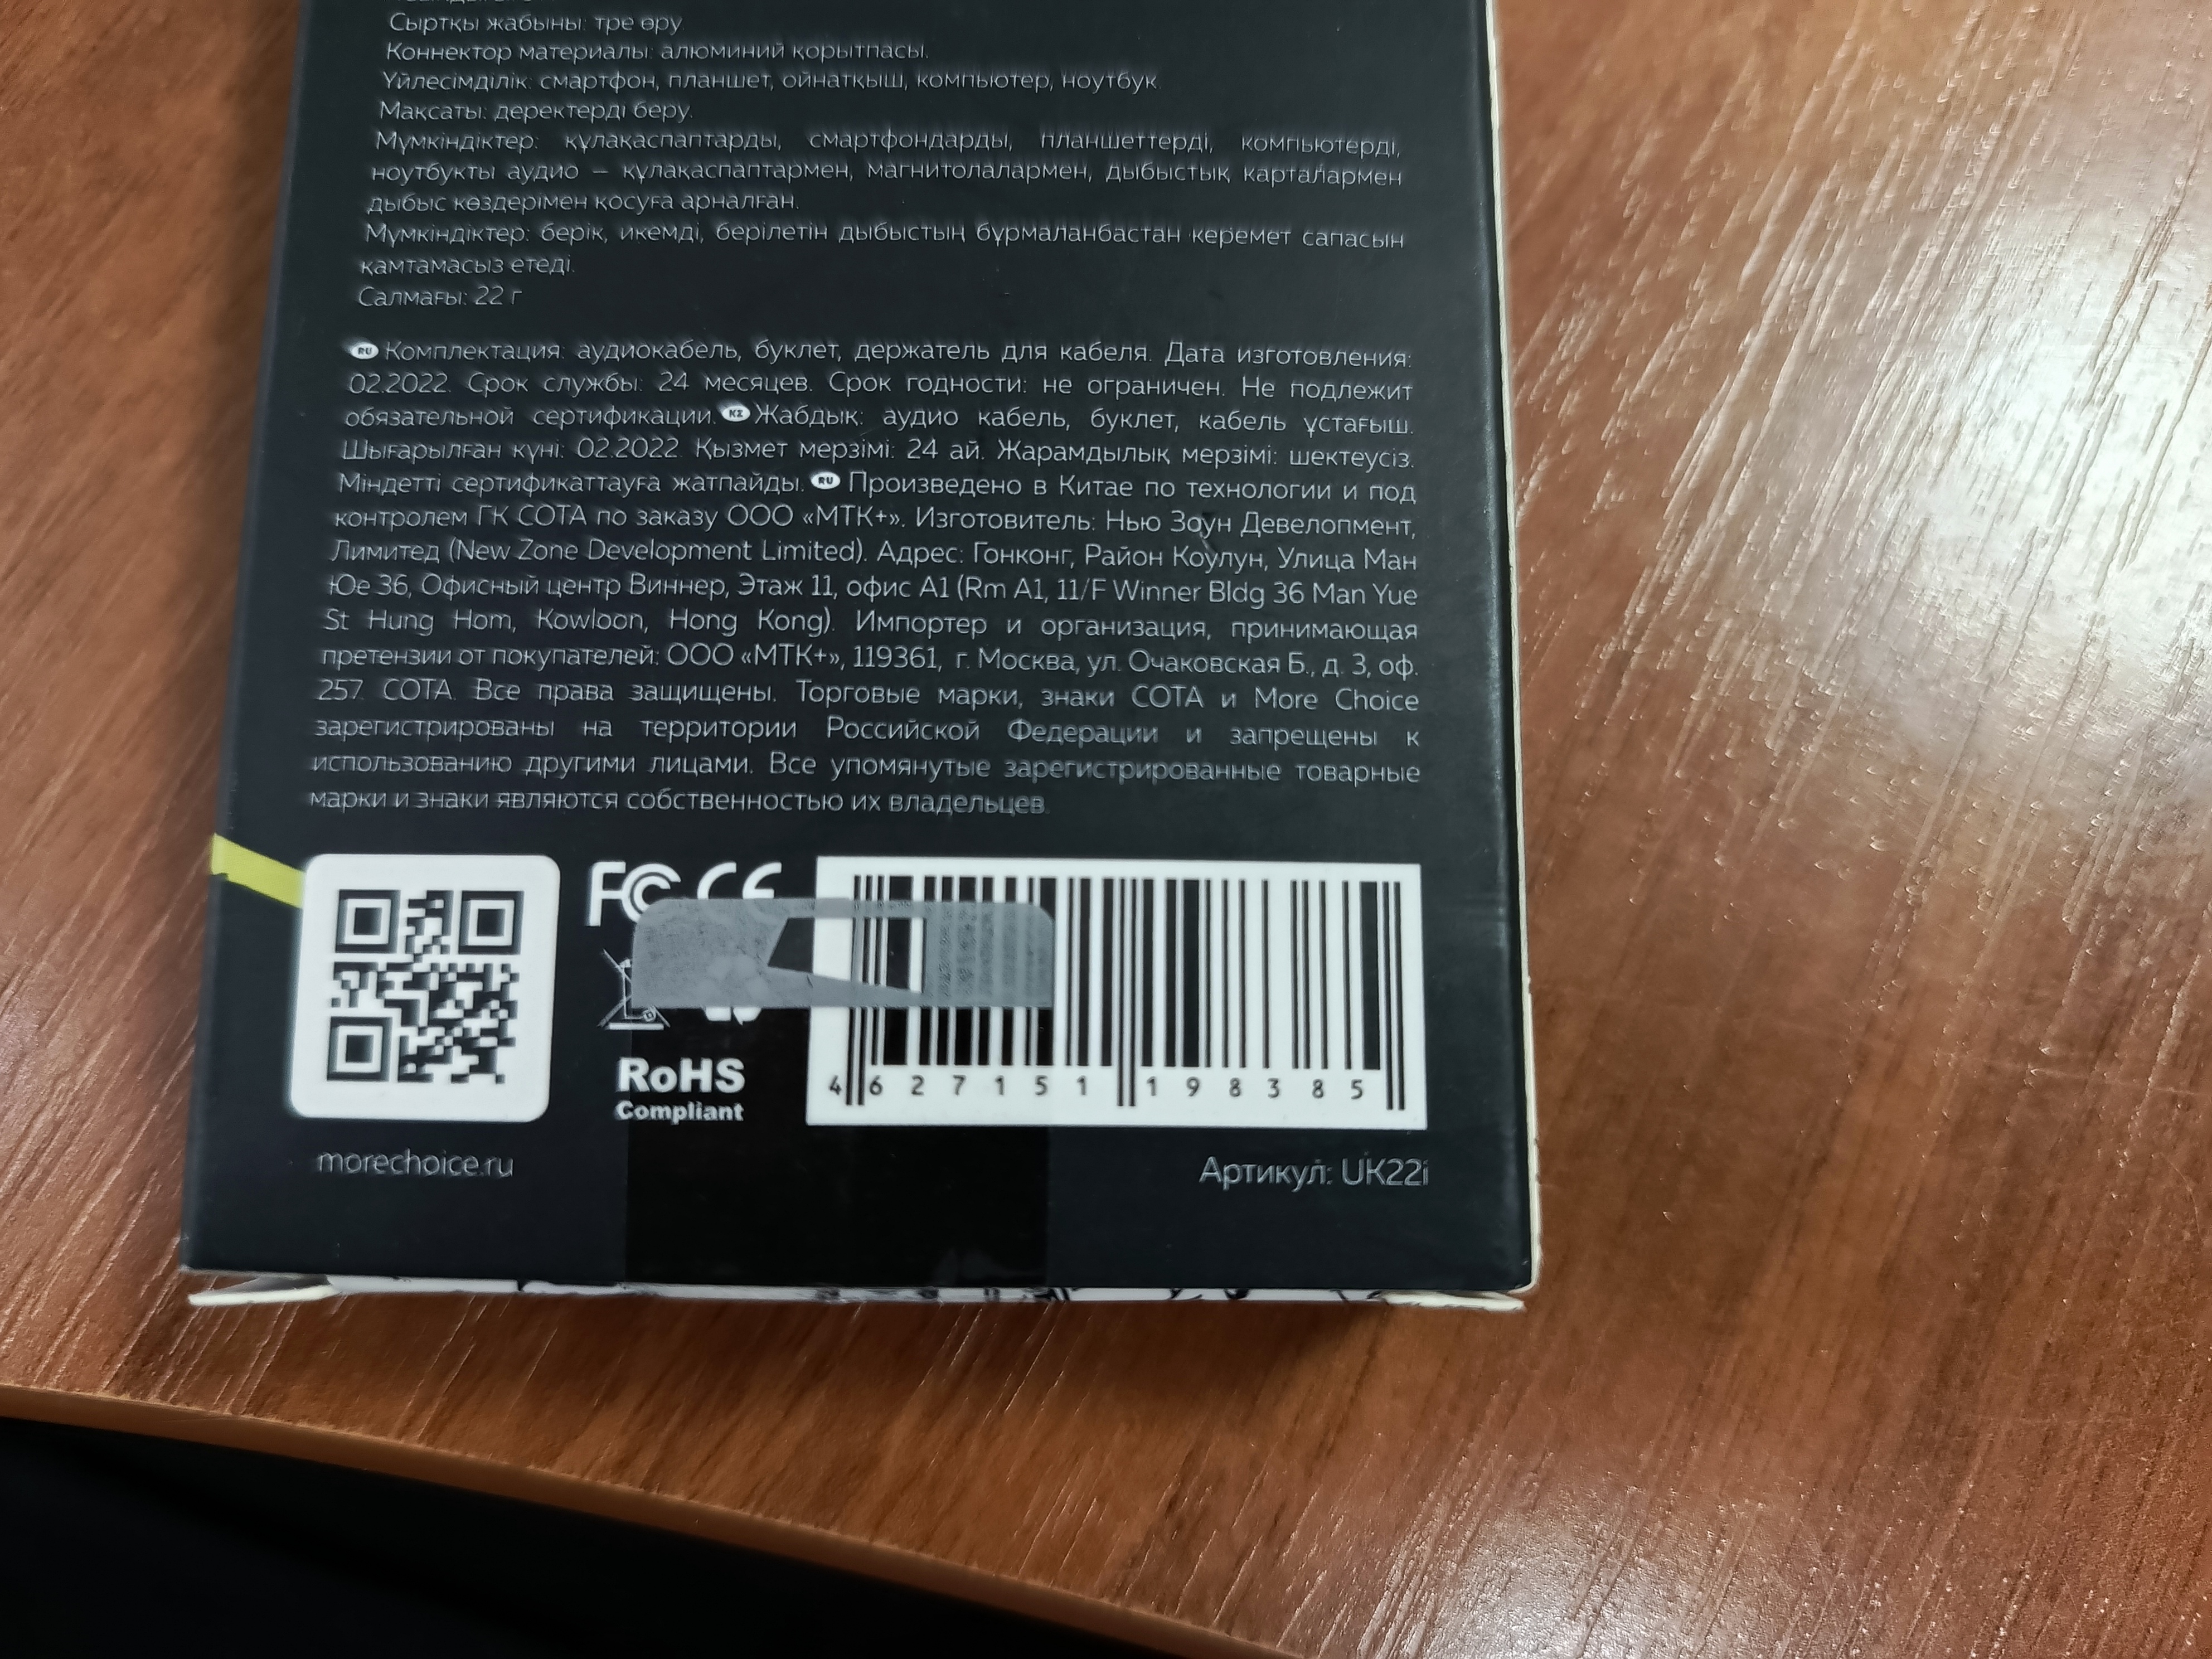 Сыртқы жабыны: тре өру.
Коннектор материалы: алюминий қорытпасы.
Үйлесімділік: смартфон, планшет, ойнатқыш, компьютер, ноутбук.
Мақсаты: деректерді беру.
Мүмкіндіктер: құлақаспаптарды, смартфондарды, планшеттерді, компьютерді,
ноутбукты аудио – құлақаспаптармен, магнитолалармен, дыбыстық карталармен
дыбыс көздерімен қосуға арналған.
Мүмкіндіктер: берік, икемді, берілетін дыбыстың бұрмаланбастан керемет сапасын
қамтамасыз етеді.
Салмағы: 22 г
RU Комплектация: аудиокабель, буклет, держатель для кабеля. Дата изготовления:
02.2022. Срок службы: 24 месяцев. Срок годности: не ограничен. Не подлежит
обязательной сертификации. KZ Жабдық: аудио кабель, буклет, кабель ұстағыш.
Шығарылған күні: 02.2022. Қызмет мерзімі: 24 ай. Жарамдылық мерзімі: шектеусіз.
Міндетті сертификаттауға жатпайды. RU Произведено в Китае по технологии и под
контролем ГК СОТА по заказу ООО «МТК+». Изготовитель: Нью Зоун Девелопмент,
Лимитед (New Zone Development Limited). Адрес: Гонконг, Район Коулун, Улица Ман
Юе 36, Офисный центр Виннер, Этаж 11, офис А1 (Rm A1, 11/F Winner Bldg 36 Man Yue
St Hung Hom, Kowloon, Hong Kong). Импортер и организация, принимающая
претензии от покупателей: ООО «МТК+», 119361, г. Москва, ул. Очаковская Б., д. 3, оф.
257. СОТА. Все права защищены. Торговые марки, знаки СОТА и More Choice
зарегистрированы на территории Российской Федерации и запрещены к
использованию другими лицами. Все упомянутые зарегистрированные товарные
марки и знаки являются собственностью их владельцев.
FC CE
RoHS
Compliant
4 627151 198385
morechoice.ru
Артикул: UK22i